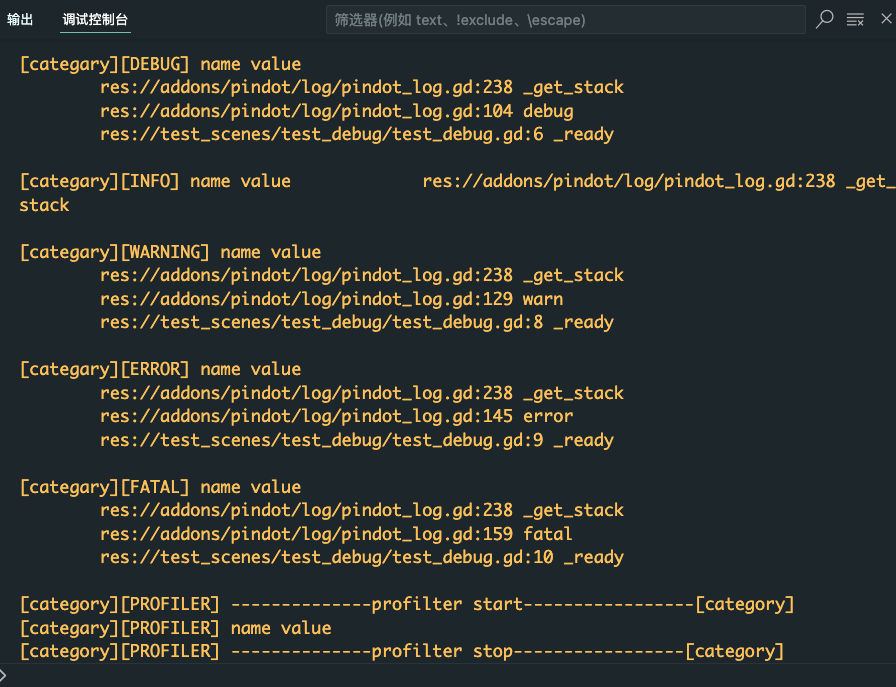 输出 调试控制台 筛选器(例如 text、!exclude、\escape)
[categary][DEBUG] name value
res://addons/pindot/log/pindot_log.gd:238 _get_stack
res://addons/pindot/log/pindot_log.gd:104 debug
res://test_scenes/test_debug/test_debug.gd:6 _ready
[categary][INFO] name value res://addons/pindot/log/pindot_log.gd:238 _get_
stack
[categary][WARNING] name value
res://addons/pindot/log/pindot_log.gd:238 _get_stack
res://addons/pindot/log/pindot_log.gd:129 warn
res://test_scenes/test_debug/test_debug.gd:8 _ready
[categary][ERROR] name value
res://addons/pindot/log/pindot_log.gd:238 _get_stack
res://addons/pindot/log/pindot_log.gd:145 error
res://test_scenes/test_debug/test_debug.gd:9 _ready
[categary][FATAL] name value
res://addons/pindot/log/pindot_log.gd:238 _get_stack
res://addons/pindot/log/pindot_log.gd:159 fatal
res://test_scenes/test_debug/test_debug.gd:10 _ready
[category][PROFILER] --------------profilter start-----------------[category]
[category][PROFILER] name value
[category][PROFILER] --------------profilter stop-----------------[category]